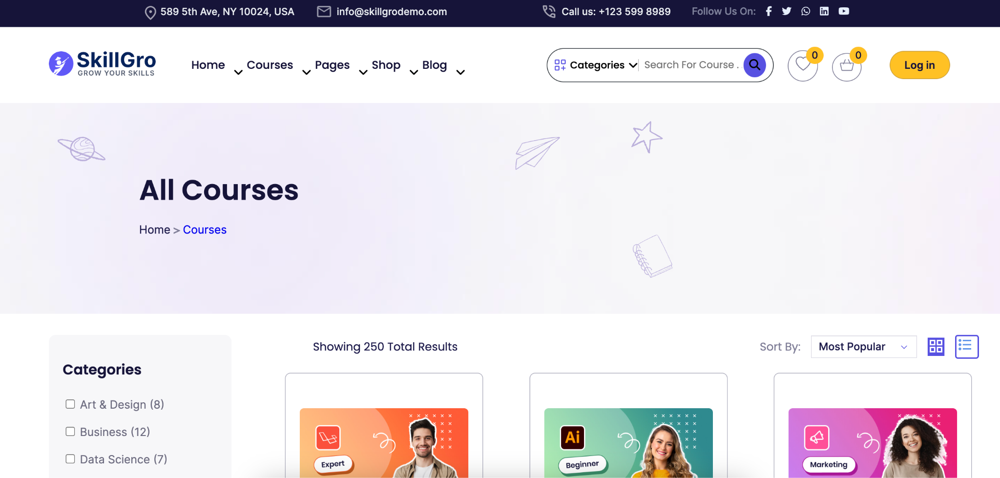 589 5th Ave, NY 10024, USA
info@skillgrodemo.com
Call us: +123 599 8989
Follow Us On:
SkillGro
GROW YOUR SKILLS
Home
Courses
Pages
Shop
Blog
Categories
Search For Course . .
0
0
Log in
All Courses
Home > Courses
Showing 250 Total Results
Sort By:
Most Popular
Categories
Art & Design (8)
Business (12)
Data Science (7)
Expert
Ai
Beginner
Marketing